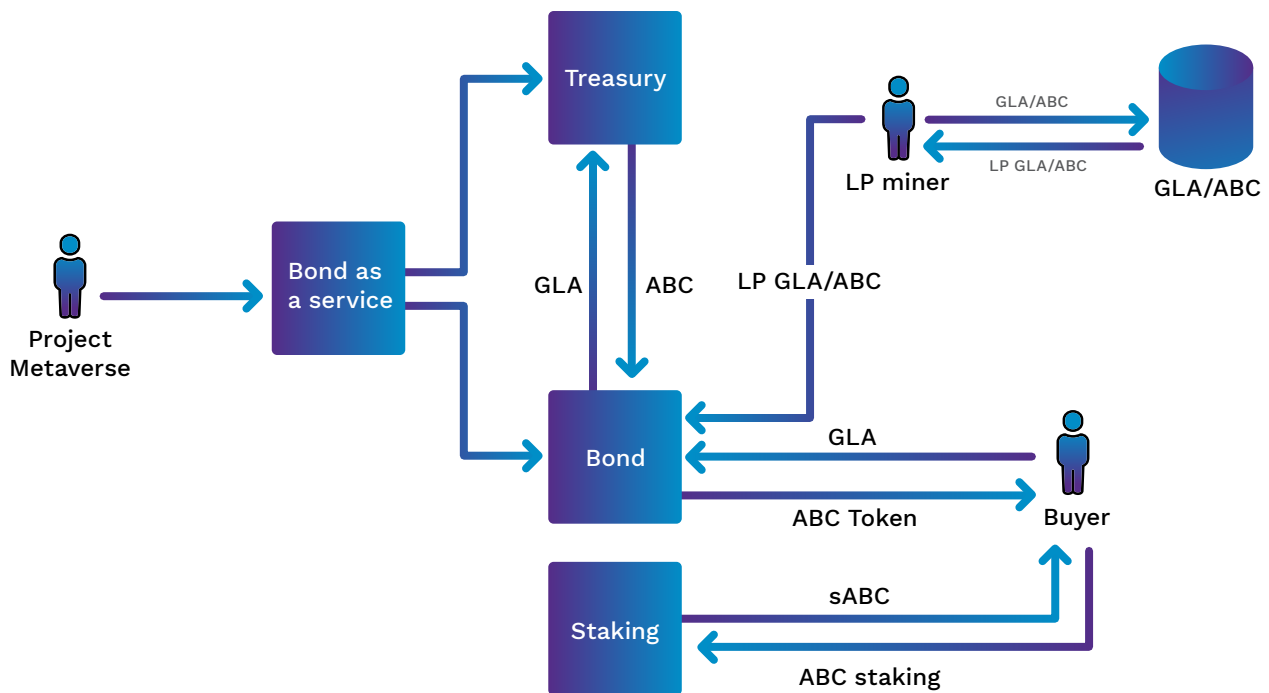 Treasury
GLA/ABC
LP GLA/ABC
LP miner
GLA/ABC
Bond as
a service
GLA
ABC
LP GLA/ABC
Project
Metaverse
Bond
GLA
ABC Token
Buyer
sABC
Staking
ABC staking